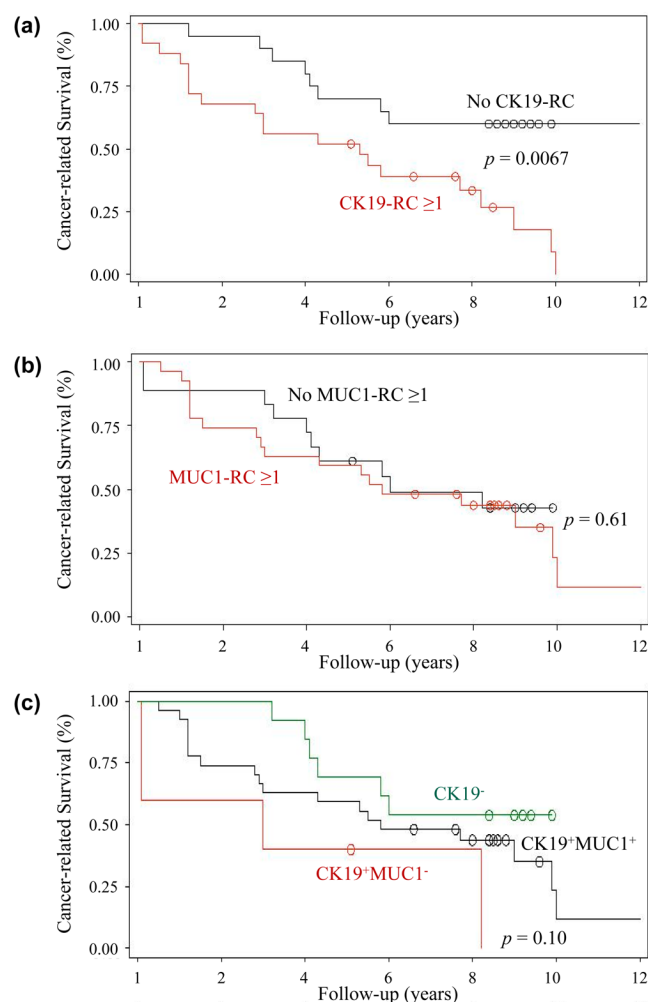 (a)
Cancer-related Survival (%)
1.00
0.75
0.50
0.25
0.00
No CK19-RC
p = 0.0067
CK19-RC ≥1
1 2 4 6 8 10 12
Follow-up (years)
(b)
Cancer-related Survival (%)
1.00
0.75
0.50
0.25
0.00
No MUC1-RC ≥1
MUC1-RC ≥1
p = 0.61
1 2 4 6 8 10 12
Follow-up (years)
(c)
Cancer-related Survival (%)
1.00
0.75
0.50
0.25
0.00
CK19⁻
CK19⁺MUC1⁺
CK19⁺MUC1⁻
p = 0.10
1 2 4 6 8 10 12
Follow-up (years)